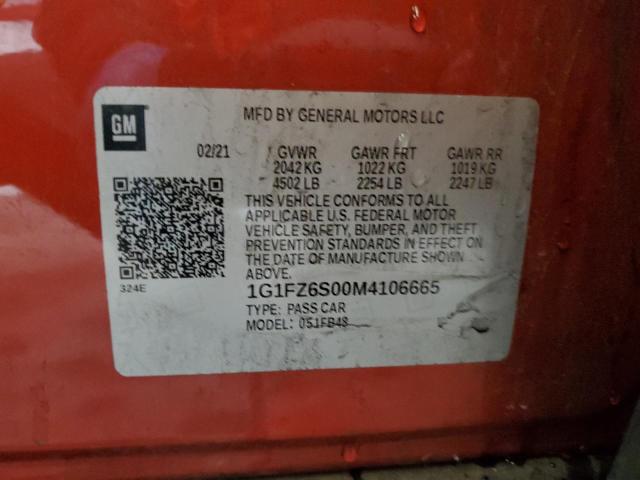 GM
MFD BY GENERAL MOTORS LLC
02/21 GVWR GAWR FRT GAWR RR
2042 KG 1022 KG 1019 KG
4502 LB 2254 LB 2247 LB
THIS VEHICLE CONFORMS TO ALL
APPLICABLE U.S. FEDERAL MOTOR
VEHICLE SAFETY, BUMPER, AND THEFT
PREVENTION STANDARDS IN EFFECT ON
THE DATE OF MANUFACTURE SHOWN
ABOVE.
324E
1G1FZ6S00M4106665
TYPE: PASS CAR
MODEL: 051FB48